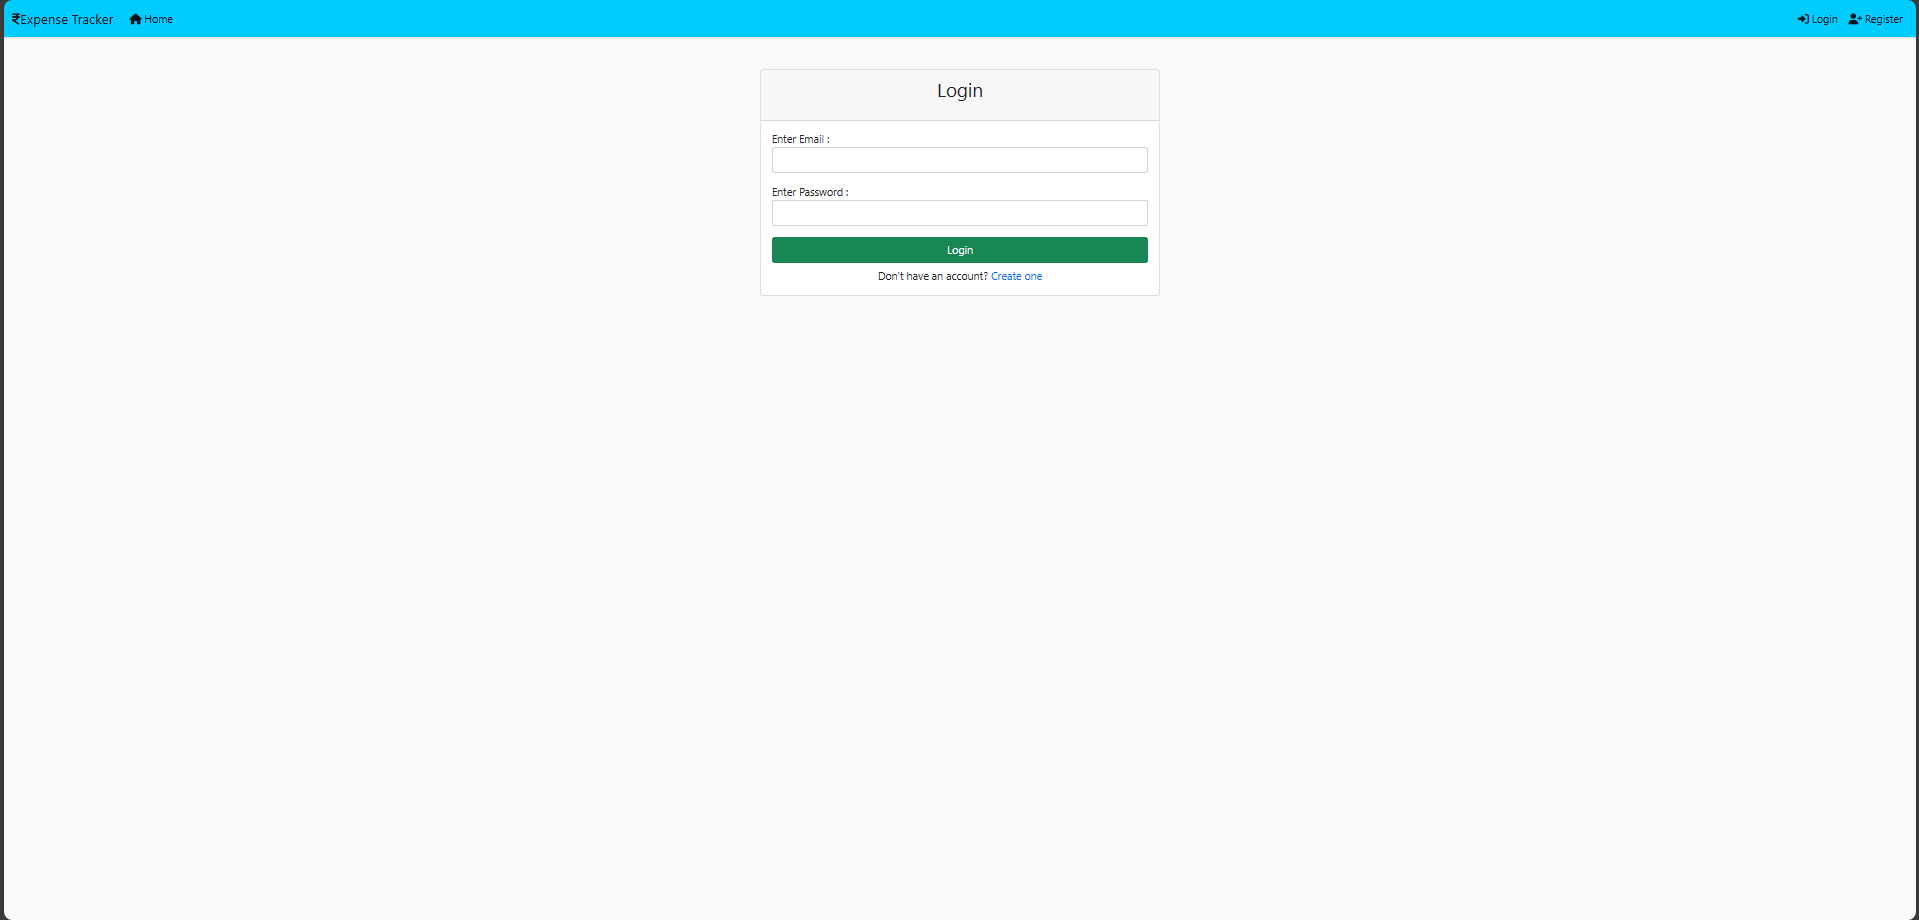 ₹Expense Tracker Home Login Register
Login
Enter Email :
Enter Password :
Login
Don't have an account? Create one